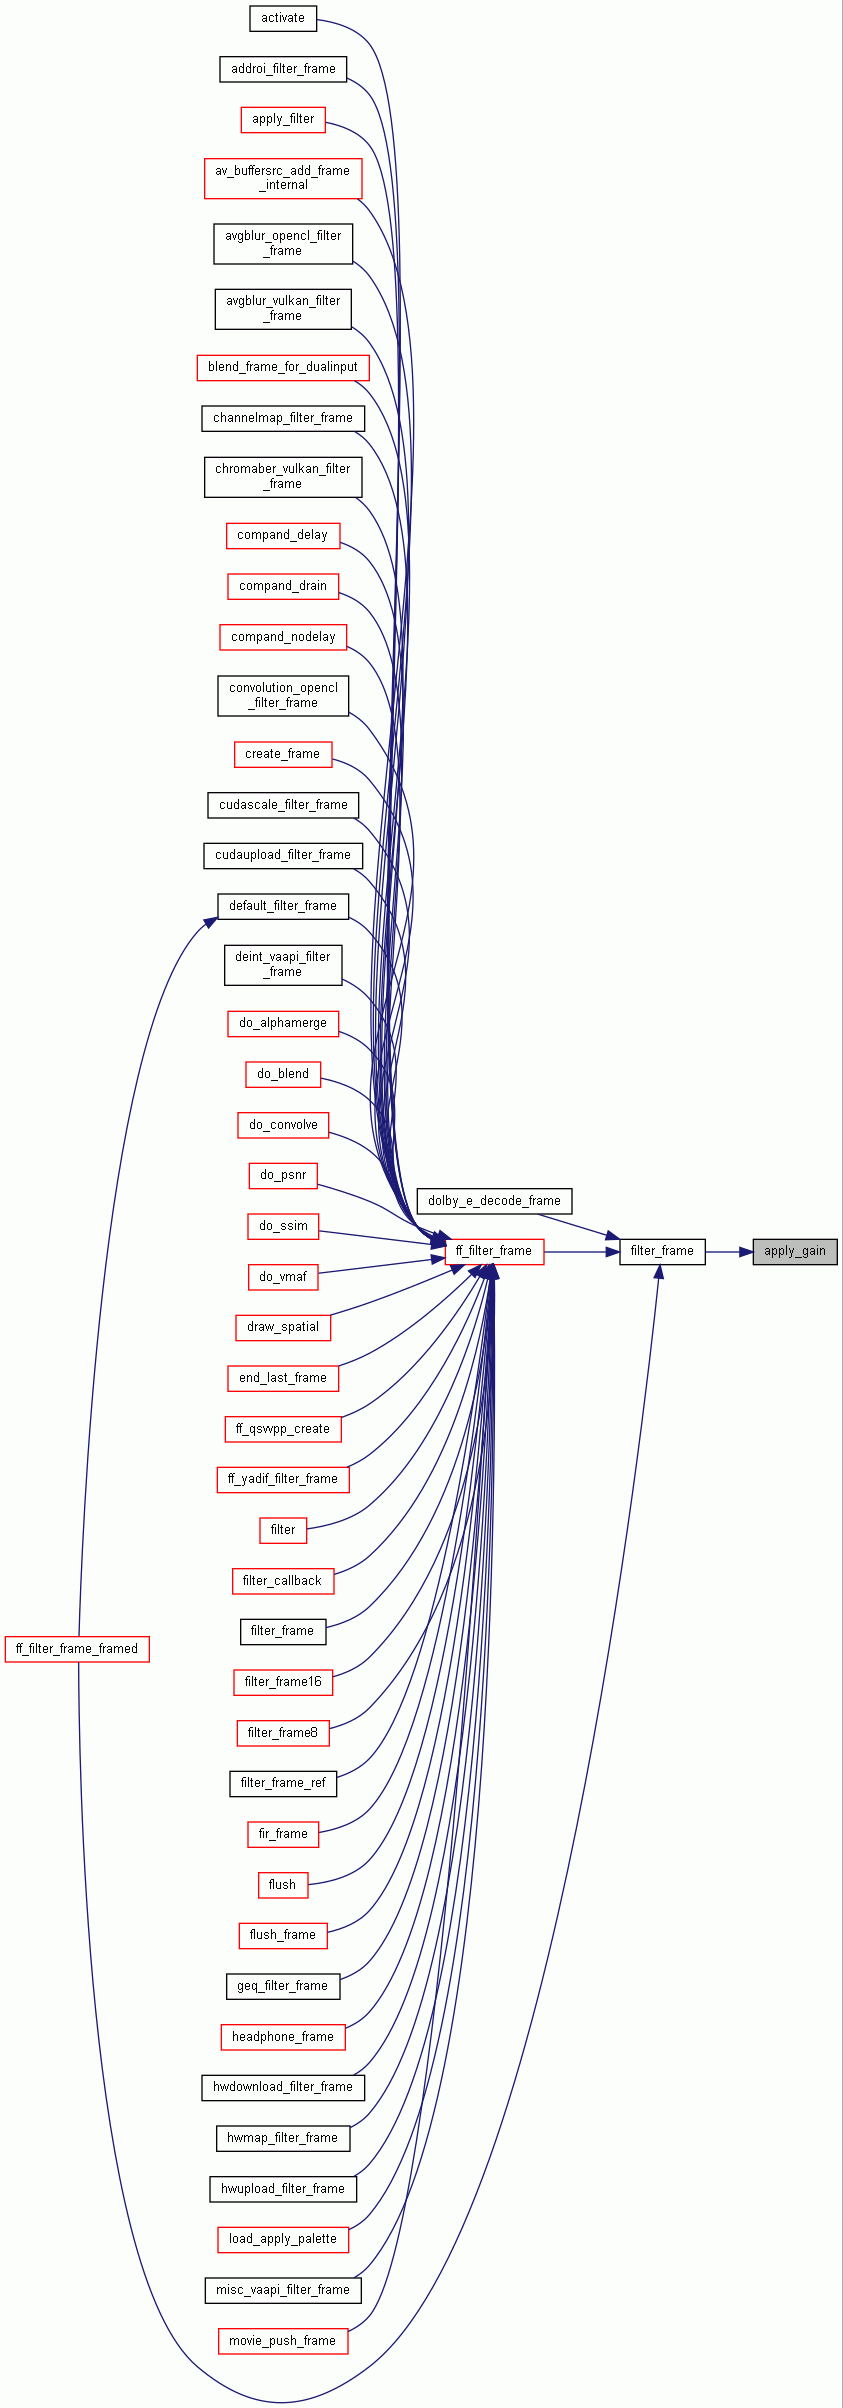 activate
addroi_filter_frame
apply_filter
av_buffersrc_add_frame
_internal
avgblur_opencl_filter
_frame
avgblur_vulkan_filter
_frame
blend_frame_for_dualinput
channelmap_filter_frame
chromaber_vulkan_filter
_frame
compand_delay
compand_drain
compand_nodelay
convolution_opencl
_filter_frame
create_frame
cudascale_filter_frame
cudaupload_filter_frame
default_filter_frame
deint_vaapi_filter
_frame
do_alphamerge
do_blend
do_convolve
do_psnr
dolby_e_decode_frame
do_ssim
ff_filter_frame
filter_frame
apply_gain
do_vmaf
draw_spatial
end_last_frame
ff_qsvvpp_create
ff_yadif_filter_frame
filter
filter_callback
filter_frame
ff_filter_frame_framed
filter_frame16
filter_frame8
filter_frame_ref
fir_frame
flush
flush_frame
geq_filter_frame
headphone_frame
hwdownload_filter_frame
hwmap_filter_frame
hwupload_filter_frame
load_apply_palette
misc_vaapi_filter_frame
movie_push_frame